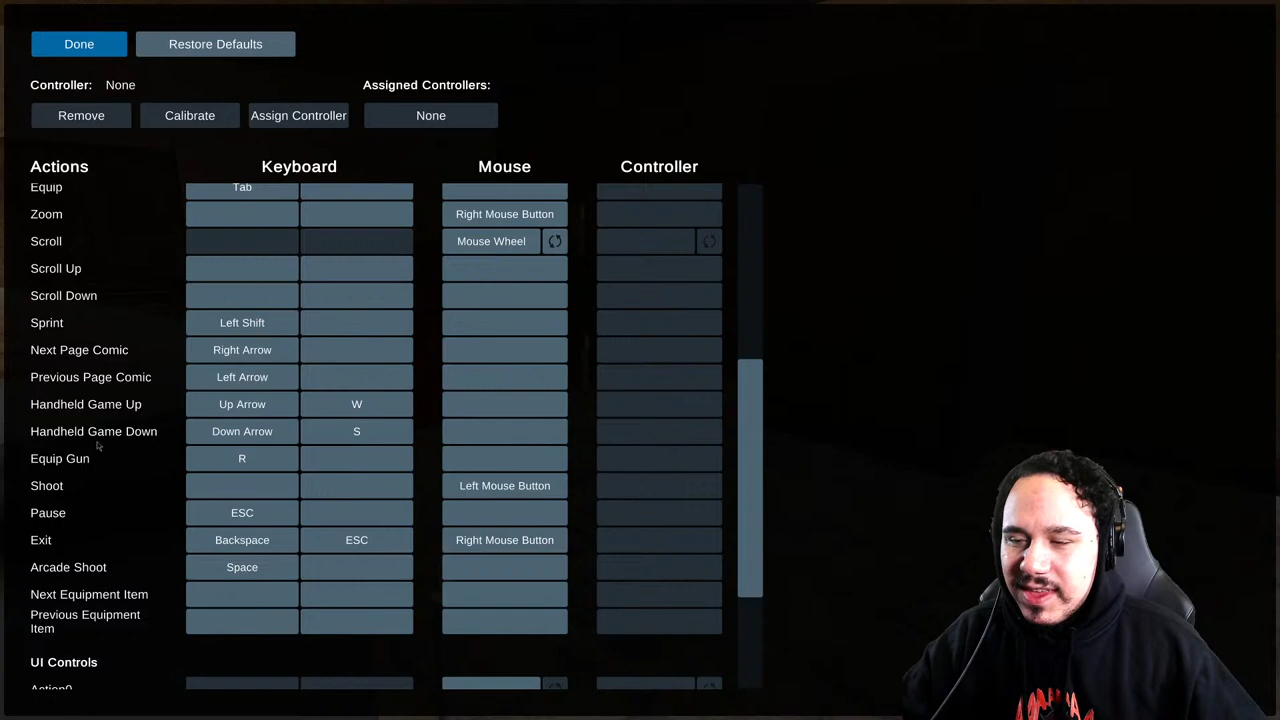 Done Restore Defaults
Controller: None Assigned Controllers:
Remove Calibrate Assign Controller None
Actions Keyboard Mouse Controller
Equip Tab
Zoom Right Mouse Button
Scroll Mouse Wheel
Scroll Up
Scroll Down
Sprint Left Shift
Next Page Comic Right Arrow
Previous Page Comic Left Arrow
Handheld Game Up Up Arrow W
Handheld Game Down Down Arrow S
Equip Gun R
Shoot Left Mouse Button
Pause ESC
Exit Backspace ESC Right Mouse Button
Arcade Shoot Space
Next Equipment Item
Previous Equipment
Item
UI Controls
Action0